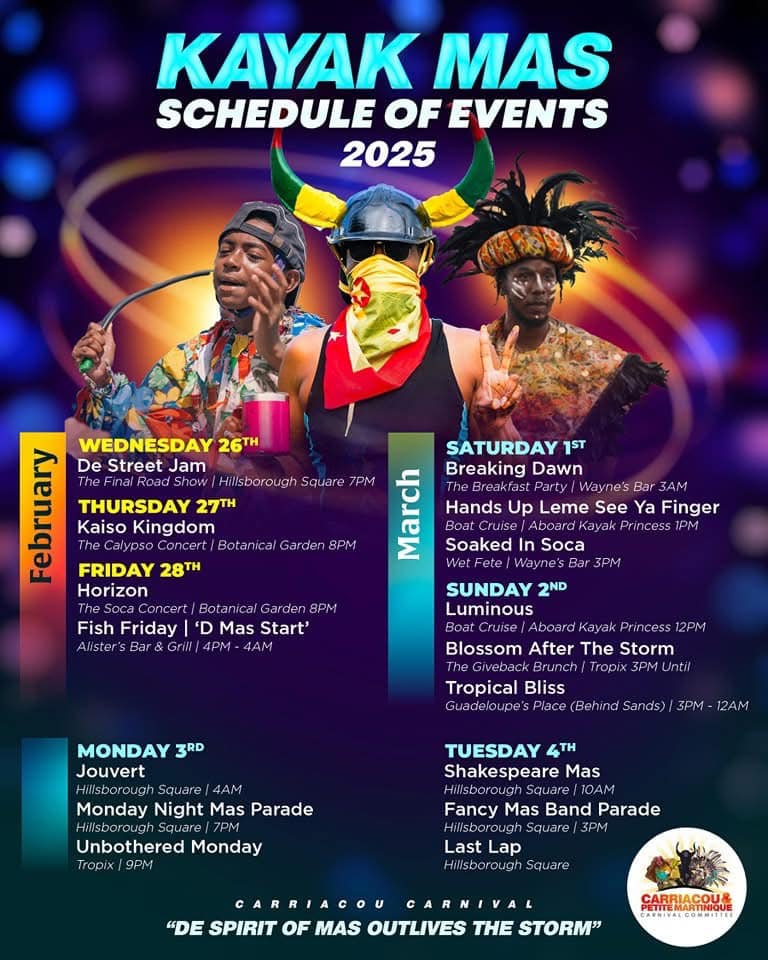 KAYAK MAS
SCHEDULE OF EVENTS
2025
February
WEDNESDAY 26TH
De Street Jam
The Final Road Show | Hillsborough Square 7PM
THURSDAY 27TH
Kaiso Kingdom
The Calypso Concert | Botanical Garden 8PM
FRIDAY 28TH
Horizon
The Soca Concert | Botanical Garden 8PM
Fish Friday | ‘D Mas Start’
Alister's Bar & Grill | 4PM - 4AM
March
SATURDAY 1ST
Breaking Dawn
The Breakfast Party | Wayne's Bar 3AM
Hands Up Leme See Ya Finger
Boat Cruise | Aboard Kayak Princess 1PM
Soaked In Soca
Wet Fete | Wayne's Bar 3PM
SUNDAY 2ND
Luminous
Boat Cruise | Aboard Kayak Princess 12PM
Blossom After The Storm
The Giveback Brunch | Tropix 3PM Until
Tropical Bliss
Guadeloupe's Place (Behind Sands) | 3PM - 12AM
MONDAY 3RD
Jouvert
Hillsborough Square | 4AM
Monday Night Mas Parade
Hillsborough Square | 7PM
Unbothered Monday
Tropix | 9PM
TUESDAY 4TH
Shakespeare Mas
Hillsborough Square | 10AM
Fancy Mas Band Parade
Hillsborough Square | 3PM
Last Lap
Hillsborough Square
CARRIACOU &
PETITE MARTINIQUE
CARNIVAL COMMITTEE
CARRIACOU CARNIVAL
“DE SPIRIT OF MAS OUTLIVES THE STORM”